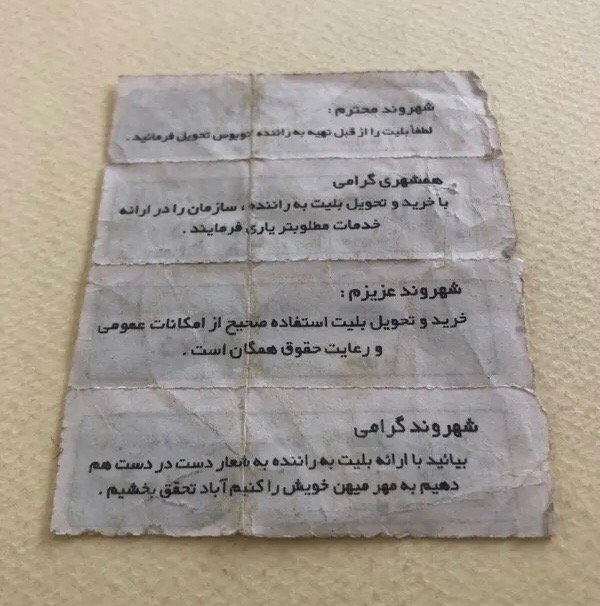 شهروند محترم :
لطفاً بلیت را از قبل تهیه به راننده اتوبوس تحویل فرمائید .
همشهری گرامی
با خرید و تحویل بلیت به راننده ، سازمان را در ارائه
خدمات مطلوبتر یاری فرمایند .
شهروند عزیزم :
خرید و تحویل بلیت استفاده صحیح از امکانات عمومی
و رعایت حقوق همگان است .
شهروند گرامی
بیائید با ارائه بلیت به راننده به شعار دست در دست هم
دهیم به مهر میهن خویش را کنیم آباد تحقق بخشیم .